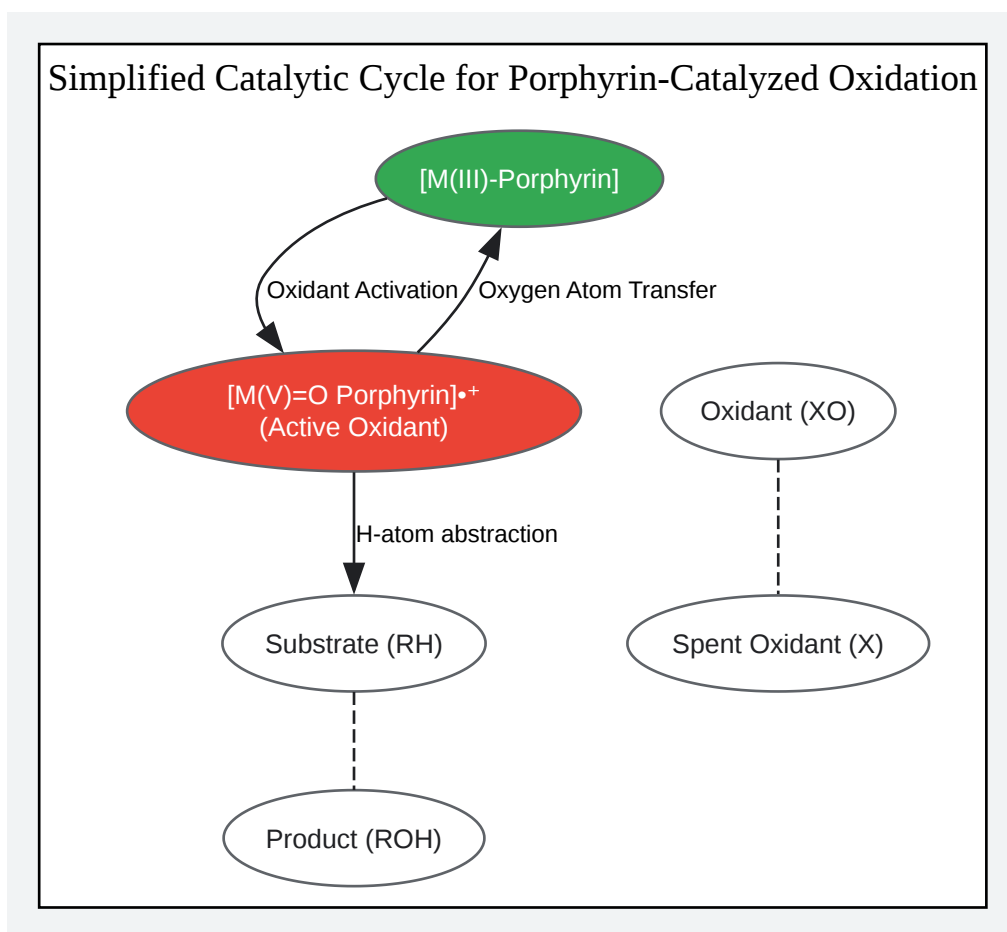 Simplified Catalytic Cycle for Porphyrin-Catalyzed Oxidation
[M(III)-Porphyrin]
Oxidant Activation
Oxygen Atom Transfer
[M(V)=O Porphyrin]•⁺
(Active Oxidant)
Oxidant (XO)
H-atom abstraction
Substrate (RH)
Spent Oxidant (X)
Product (ROH)